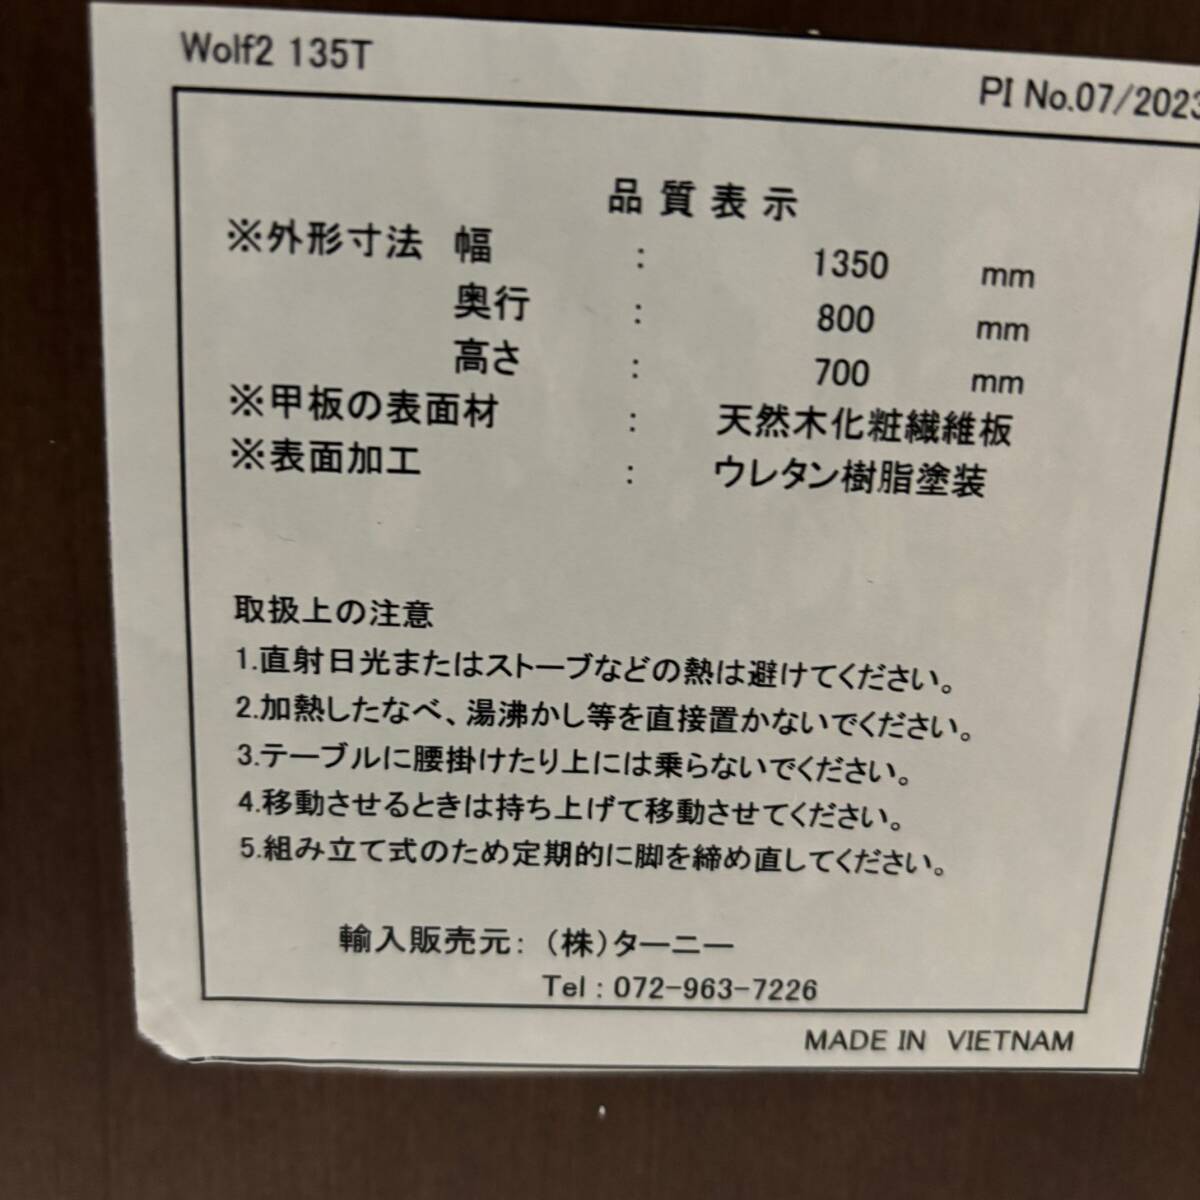 Wolf2 135T
PI No.07/2023
品質表示
※外形寸法 幅 : 1350 mm
奥行 : 800 mm
高さ : 700 mm
※甲板の表面材 : 天然木化粧繊維板
※表面加工 : ウレタン樹脂塗装
取扱上の注意
1.直射日光またはストーブなどの熱は避けてください。
2.加熱したなべ、湯沸かし等を直接置かないでください。
3.テーブルに腰掛けたり上には乗らないでください。
4.移動させるときは持ち上げて移動させてください。
5.組み立て式のため定期的に脚を締め直してください。
輸入販売元:(株)ターニー
Tel : 072-963-7226
MADE IN VIETNAM